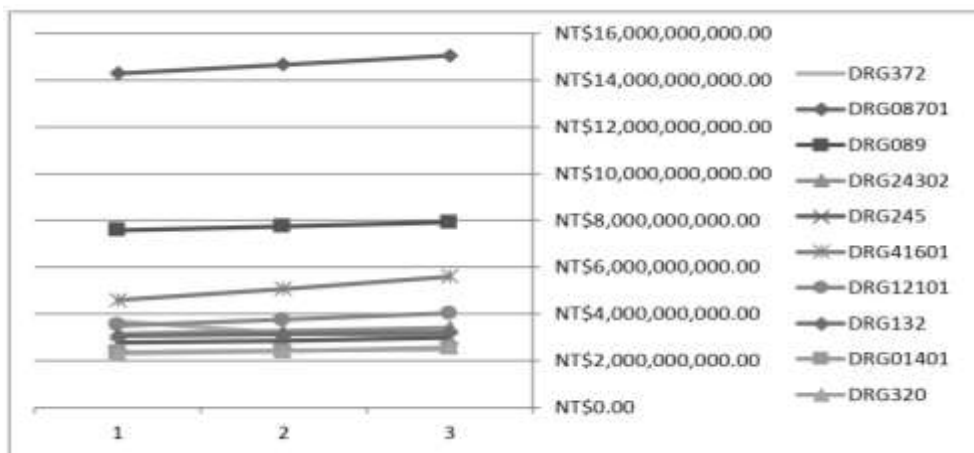 NT$16,000,000,000.00
NT$14,000,000,000.00
NT$12,000,000,000.00
NT$10,000,000,000.00
NT$8,000,000,000.00
NT$6,000,000,000.00
NT$4,000,000,000.00
NT$2,000,000,000.00
NT$0.00
1 2 3
DRG372
DRG08701
DRG089
DRG24302
DRG245
DRG41601
DRG12101
DRG132
DRG01401
DRG320